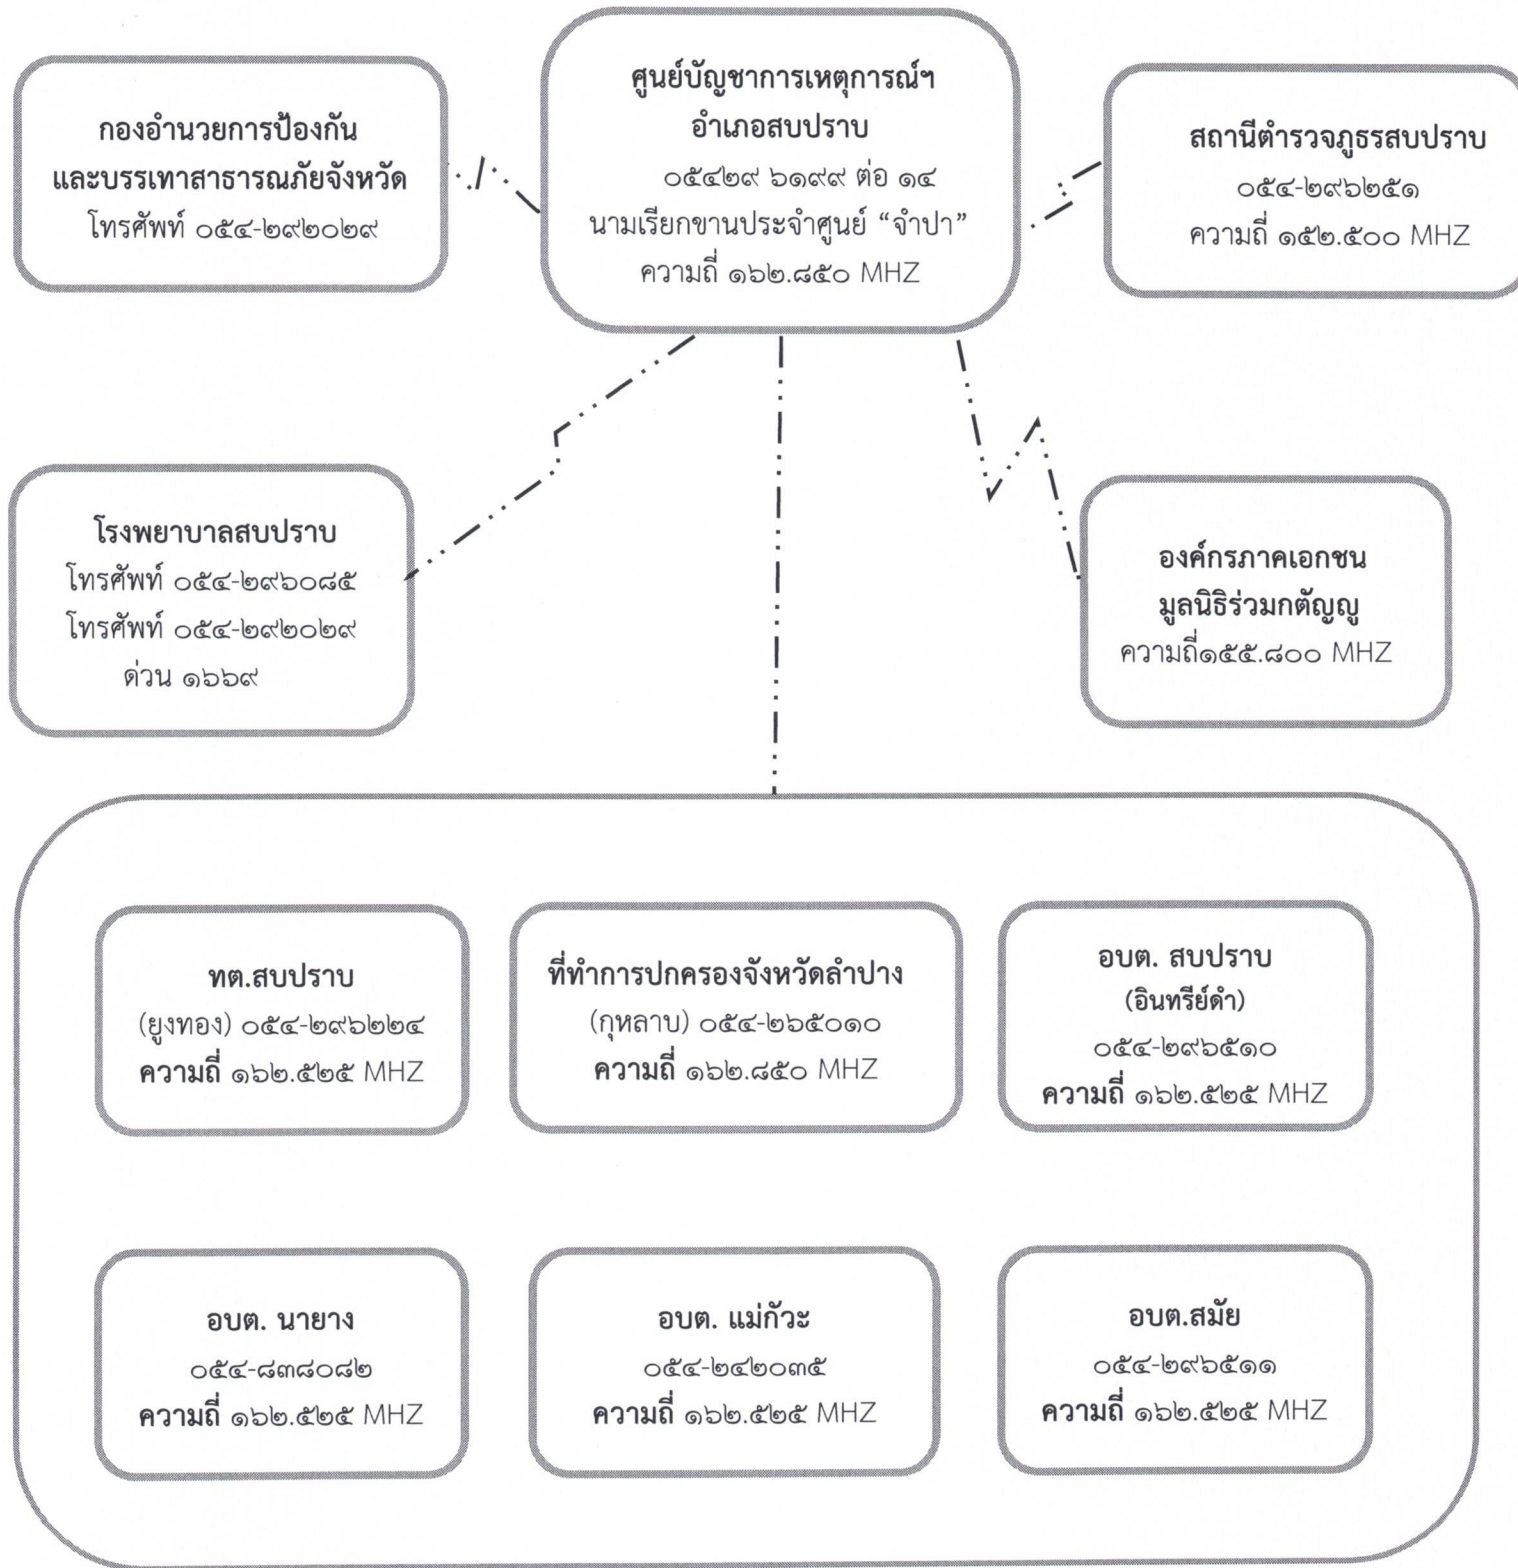 ศูนย์บัญชาการเหตุการณ์ฯ
อำเภอสบปราบ
๐๕๔๒๙ ๖๑๙๙ ต่อ ๑๔
นามเรียกขานประจำศูนย์ “จำปา”
ความถี่ ๑๖๒.๘๕๐ MHZ
กองอำนวยการป้องกัน
และบรรเทาสาธารณภัยจังหวัด
โทรศัพท์ ๐๕๔-๒๙๒๐๒๙
สถานีตำรวจภูธรสบปราบ
๐๕๔-๒๙๖๒๕๑
ความถี่ ๑๕๒.๕๐๐ MHZ
โรงพยาบาลสบปราบ
โทรศัพท์ ๐๕๔-๒๙๖๐๘๕
โทรศัพท์ ๐๕๔-๒๙๒๐๒๙
ด่วน ๑๖๖๙
องค์กรภาคเอกชน
มูลนิธิร่วมกตัญญู
ความถี่๑๕๕.๘๐๐ MHZ
ทต.สบปราบ
(ยูงทอง) ๐๕๔-๒๙๖๒๒๔
ความถี่ ๑๖๒.๕๒๕ MHZ
ที่ทำการปกครองจังหวัดลำปาง
(กุหลาบ) ๐๕๔-๒๖๕๐๑๐
ความถี่ ๑๖๒.๘๕๐ MHZ
อบต. สบปราบ
(อินทรีย์ดำ)
๐๕๔-๒๙๖๕๑๐
ความถี่ ๑๖๒.๕๒๕ MHZ
อบต. นายาง
๐๕๔-๘๓๘๐๘๒
ความถี่ ๑๖๒.๕๒๕ MHZ
อบต. แม่กัวะ
๐๕๔-๒๔๒๐๓๕
ความถี่ ๑๖๒.๕๒๕ MHZ
อบต.สมัย
๐๕๔-๒๙๖๕๑๑
ความถี่ ๑๖๒.๕๒๕ MHZ